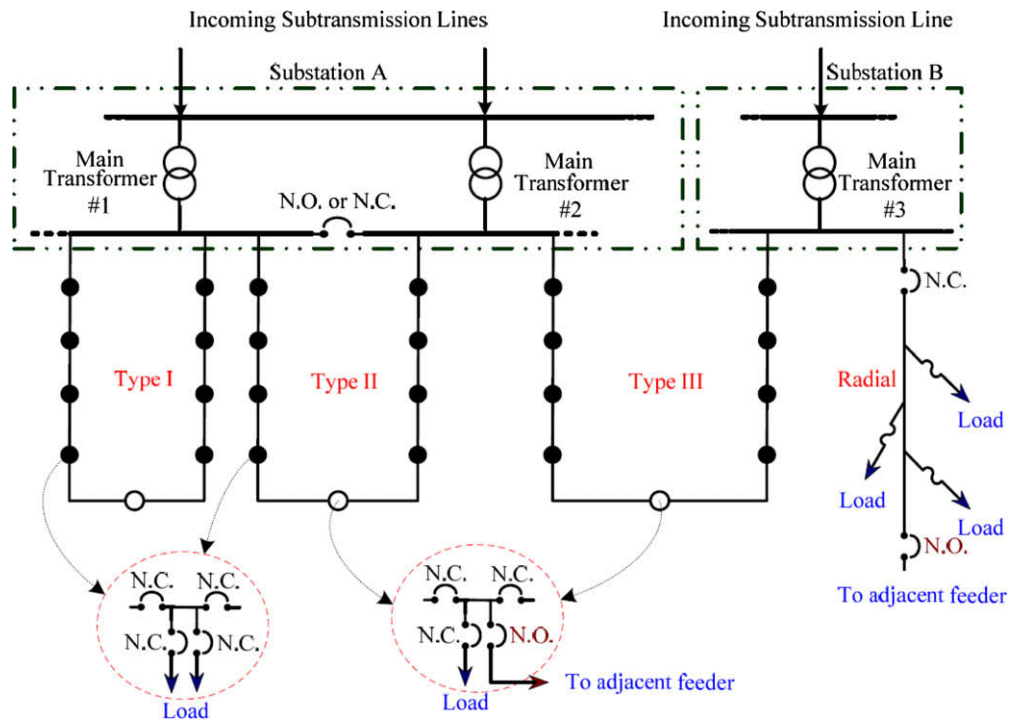 Incoming Subtransmission Lines
Incoming Subtransmission Line
Substation A
Substation B
Main
Transformer
#1
N.O. or N.C.
Main
Transformer
#2
Main
Transformer
#3
N.C.
Type I
Type II
Type III
Radial
Load
Load
Load
N.O.
To adjacent feeder
N.C.
N.C.
N.C.
N.C.
Load
N.C.
N.C.
N.C.
N.O.
To adjacent feeder
Load